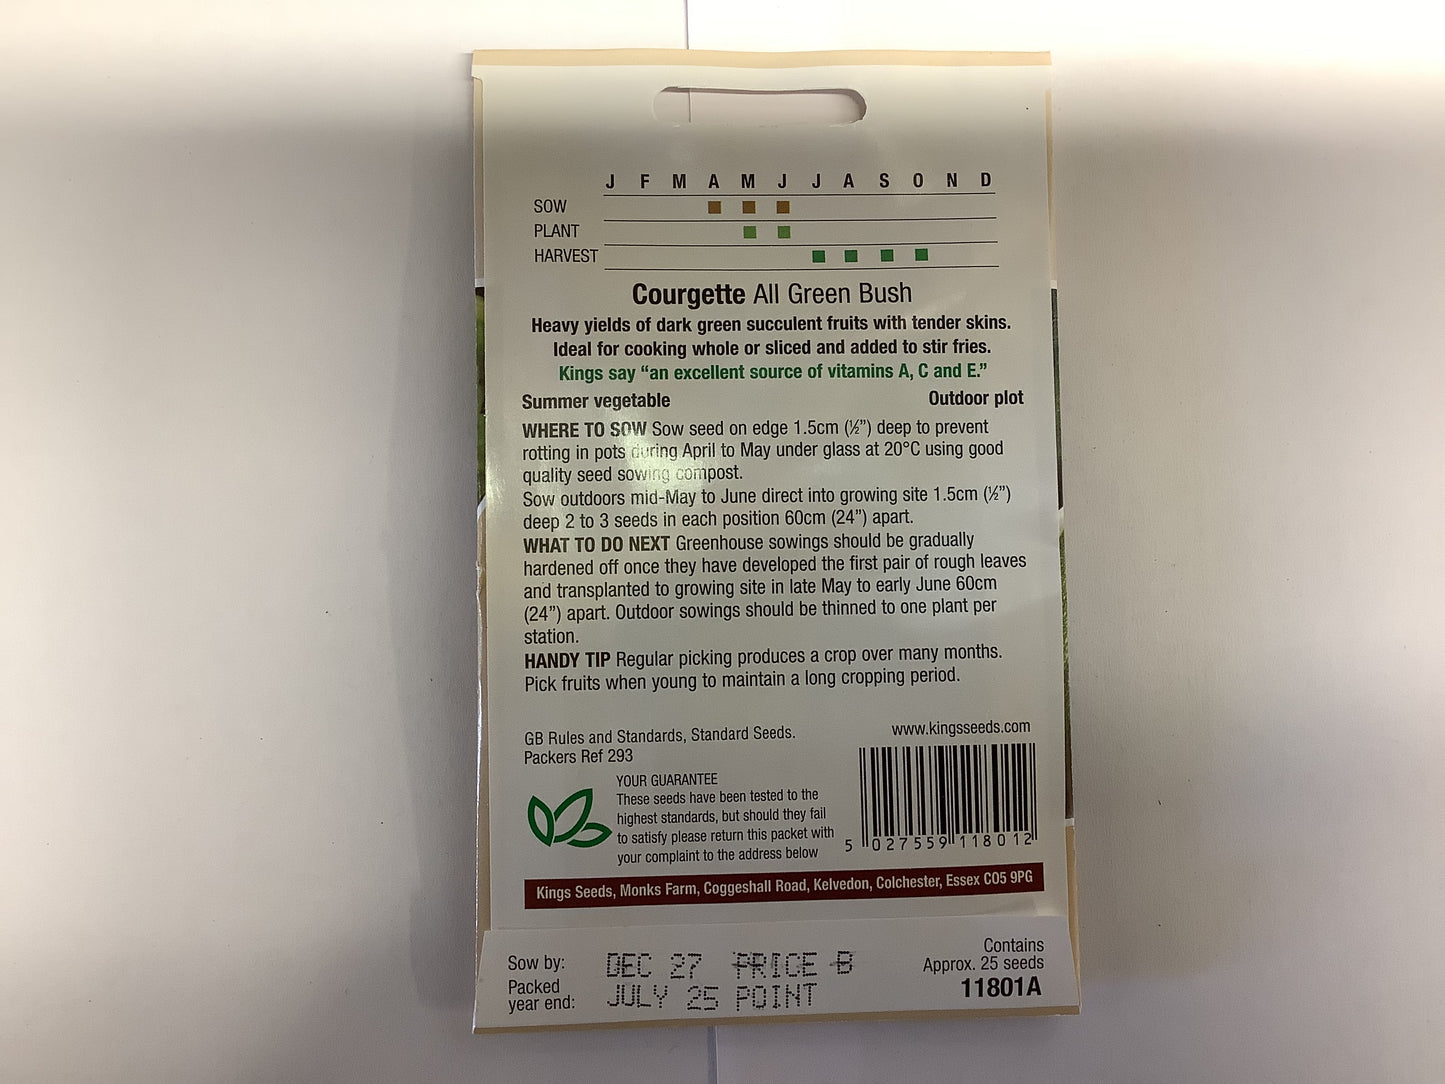 J F M A M J J A S O N D
SOW
PLANT
HARVEST
Courgette All Green Bush
Heavy yields of dark green succulent fruits with tender skins.
Ideal for cooking whole or sliced and added to stir fries.
Kings say “an excellent source of vitamins A, C and E.”
Summer vegetable Outdoor plot
WHERE TO SOW Sow seed on edge 1.5cm (½”) deep to prevent
rotting in pots during April to May under glass at 20°C using good
quality seed sowing compost.
Sow outdoors mid-May to June direct into growing site 1.5cm (½”)
deep 2 to 3 seeds in each position 60cm (24”) apart.
WHAT TO DO NEXT Greenhouse sowings should be gradually
hardened off once they have developed the first pair of rough leaves
and transplanted to growing site in late May to early June 60cm
(24”) apart. Outdoor sowings should be thinned to one plant per
station.
HANDY TIP Regular picking produces a crop over many months.
Pick fruits when young to maintain a long cropping period.
GB Rules and Standards, Standard Seeds.
Packers Ref 293
www.kingsseeds.com
YOUR GUARANTEE
These seeds have been tested to the
highest standards, but should they fail
to satisfy please return this packet with
your complaint to the address below
5 027559 118012
Kings Seeds, Monks Farm, Coggeshall Road, Kelvedon, Colchester, Essex CO5 9PG
Sow by: DEC 27 PRICE B
Packed
year end: JULY 25 POINT
Contains
Approx. 25 seeds
11801A